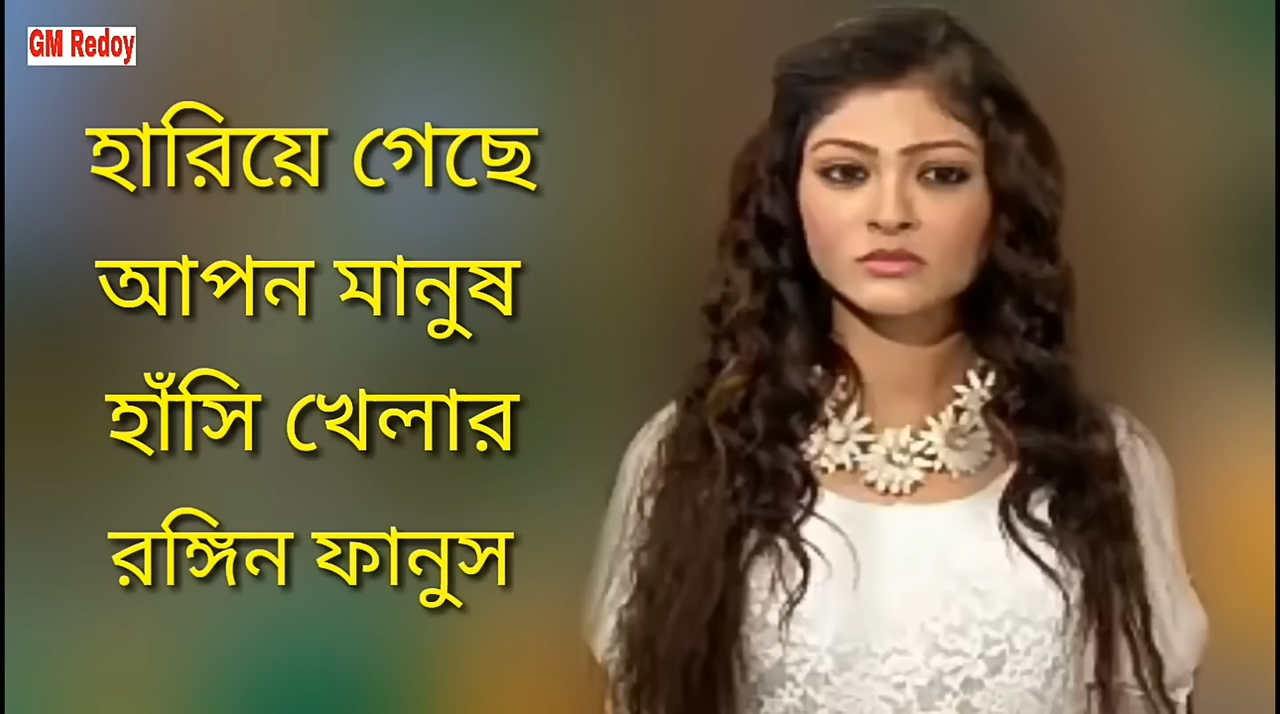 GM Redoy
হারিয়ে গেছে
আপন মানুষ
হাঁসি খেলার
রঙ্গিন ফানুস